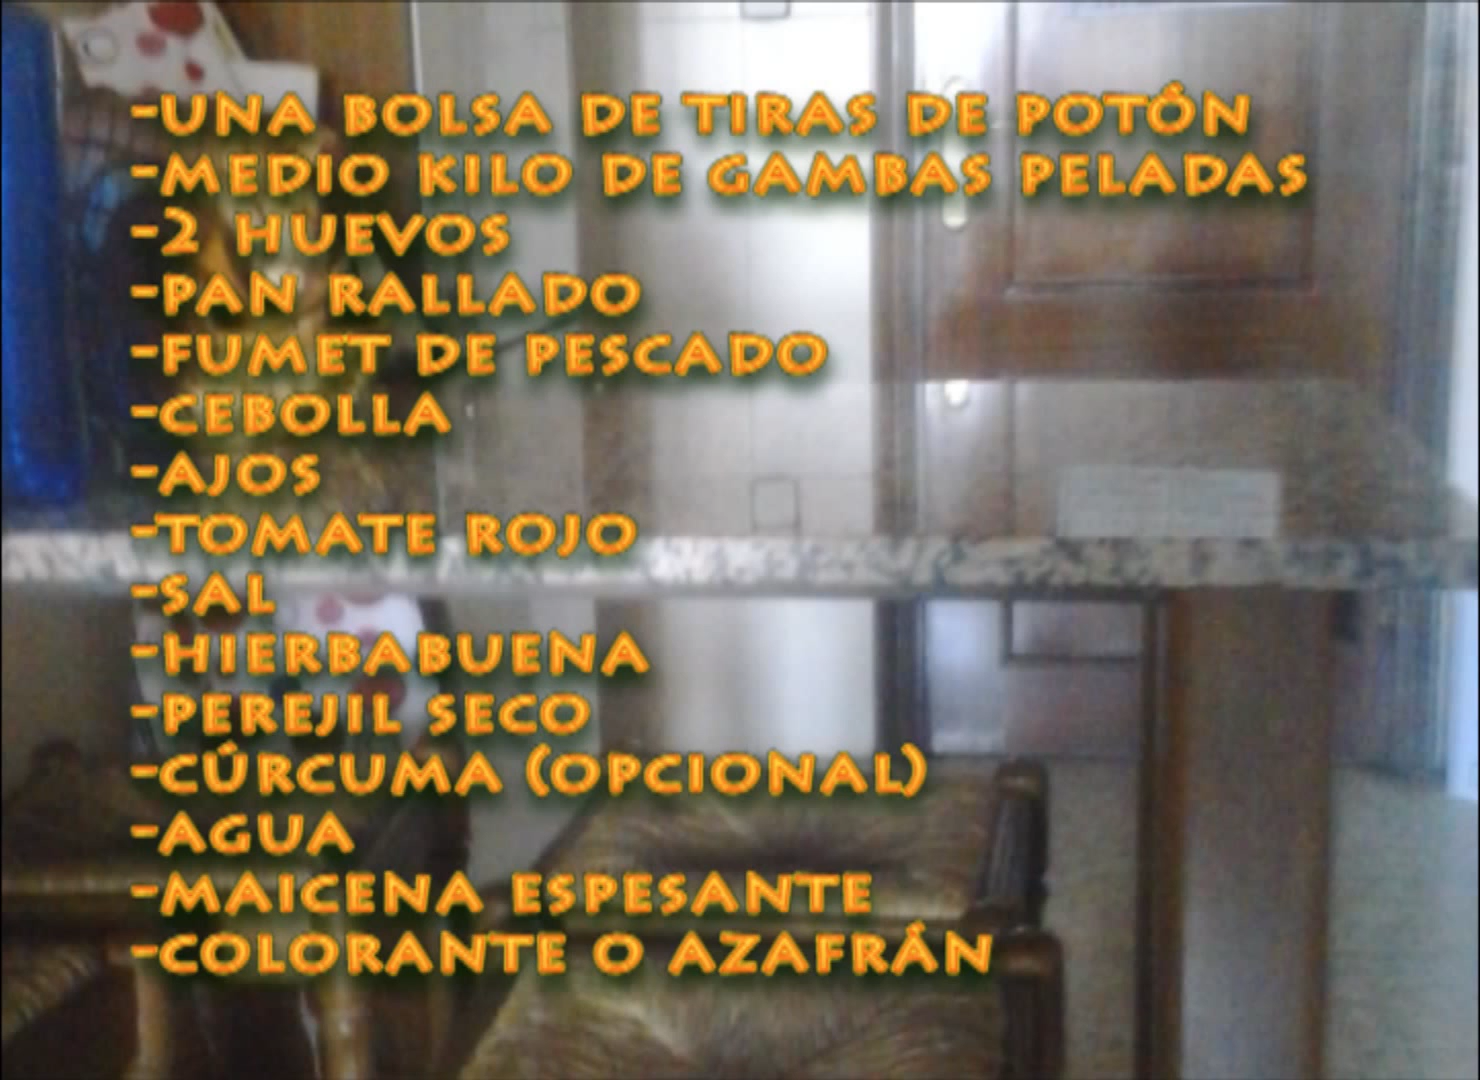 -UNA BOLSA DE TIRAS DE POTÓN
-MEDIO KILO DE GAMBAS PELADAS
-2 HUEVOS
-PAN RALLADO
-FUMET DE PESCADO
-CEBOLLA
-AJOS
-TOMATE ROJO
-SAL
-HIERBABUENA
-PEREJIL SECO
-CÚRCUMA (OPCIONAL)
-AGUA
-MAICENA ESPESANTE
-COLORANTE O AZAFRÁN